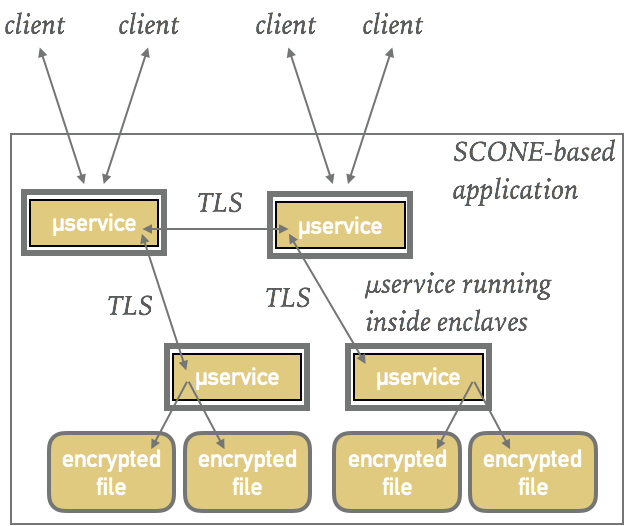 client
client
client
client
SCONE-based
application
TLS
µservice
µservice
TLS
TLS
µservice running
inside enclaves
µservice
µservice
encrypted
file
encrypted
file
encrypted
file
encrypted
file